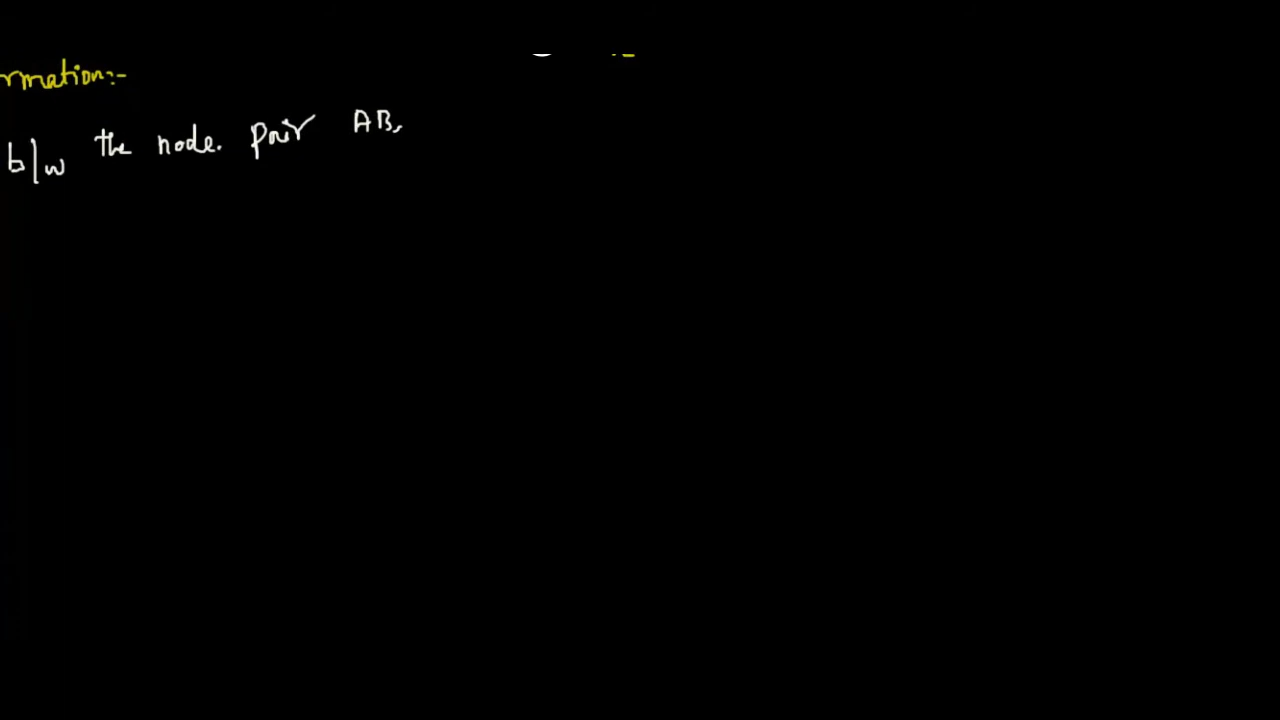 rmation:-
b/w the node. pair AB,